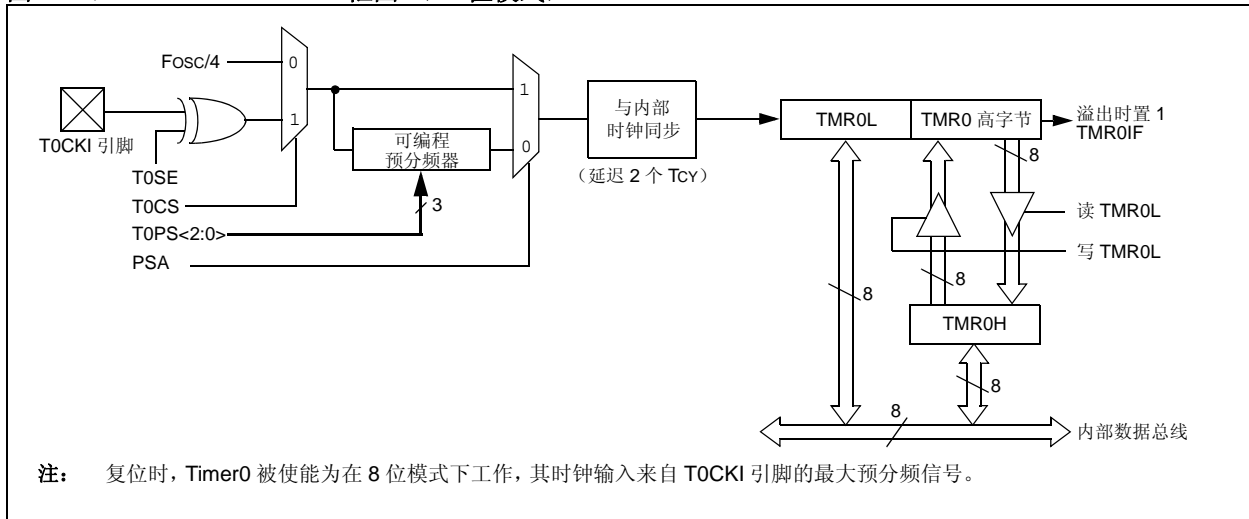 FOSC/4
0
1
T0CKI 引脚
T0SE
T0CS
T0PS<2:0>
PSA
可编程
预分频器
3
1
0
与内部
时钟同步
（延迟 2 个 TCY）
TMR0L
TMR0 高字节
溢出时置 1
TMR0IF
8
读 TMR0L
写 TMR0L
8
8
TMR0H
8
8
内部数据总线
注： 复位时，Timer0 被使能为在 8 位模式下工作，其时钟输入来自 T0CKI 引脚的最大预分频信号。